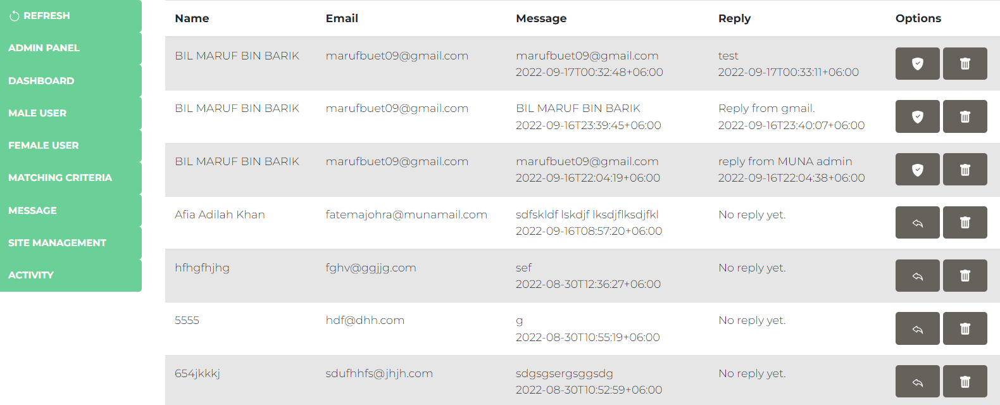 REFRESH
ADMIN PANEL
DASHBOARD
MALE USER
FEMALE USER
MATCHING CRITERIA
MESSAGE
SITE MANAGEMENT
ACTIVITY
Name Email Message Reply Options
BIL MARUF BIN BARIK marufbuet09@gmail.com marufbuet09@gmail.com test
2022-09-17T00:32:48+06:00 2022-09-17T00:33:11+06:00
BIL MARUF BIN BARIK marufbuet09@gmail.com BIL MARUF BIN BARIK Reply from gmail.
2022-09-16T23:39:45+06:00 2022-09-16T23:40:07+06:00
BIL MARUF BIN BARIK marufbuet09@gmail.com marufbuet09@gmail.com reply from MUNA admin
2022-09-16T22:04:19+06:00 2022-09-16T22:04:38+06:00
Afia Adilah Khan fatemajohra@munamail.com sdfskldf lskdjf lksdjflksdjfkl No reply yet.
2022-09-16T08:57:20+06:00
hfhgfhjhg fghv@ggjjg.com sef No reply yet.
2022-08-30T12:36:27+06:00
5555 hdf@dhh.com g No reply yet.
2022-08-30T10:55:19+06:00
654jkkkj sdufhhfs@jhjh.com sdgsgsergsggsdg No reply yet.
2022-08-30T10:52:59+06:00